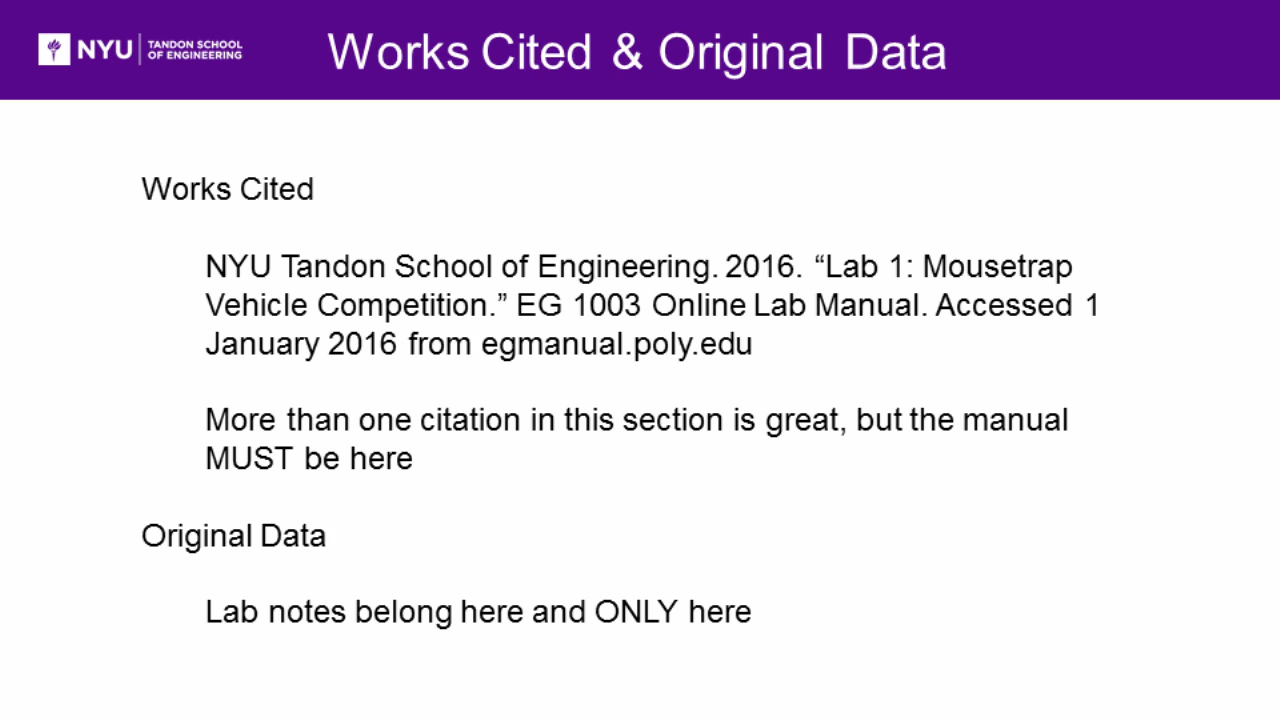 NYU TANDON SCHOOL
OF ENGINEERING
Works Cited & Original Data
Works Cited
NYU Tandon School of Engineering. 2016. “Lab 1: Mousetrap
Vehicle Competition.” EG 1003 Online Lab Manual. Accessed 1
January 2016 from egmanual.poly.edu
More than one citation in this section is great, but the manual
MUST be here
Original Data
Lab notes belong here and ONLY here